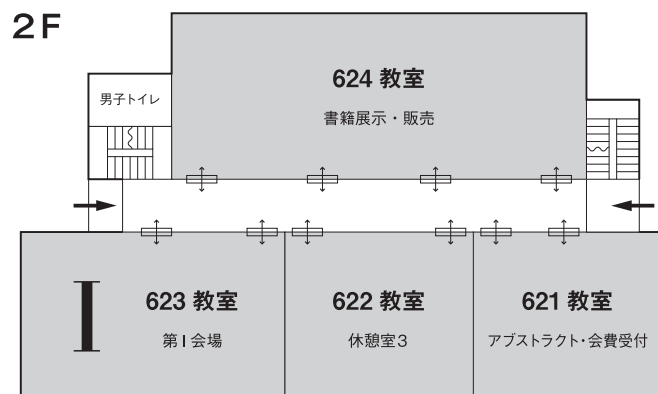 2F
624 教室
男子トイレ
書籍展示・販売
I
623 教室
622 教室
621 教室
第I会場
休憩室3
アブストラクト・会費受付